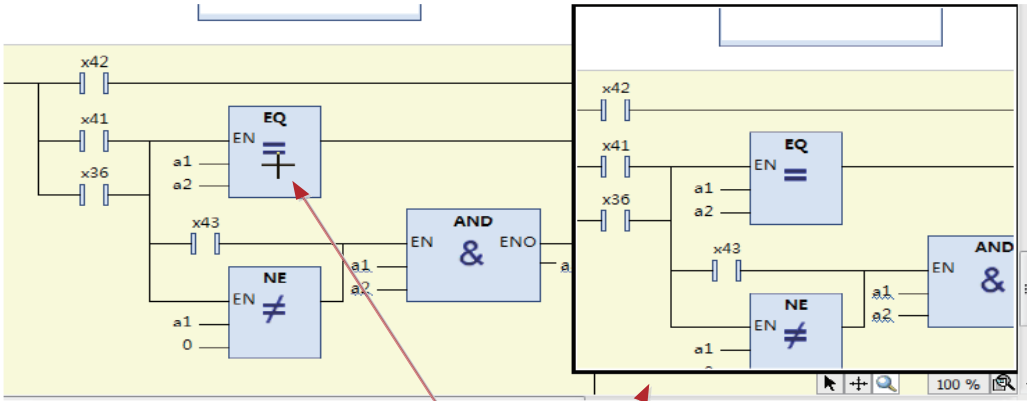 x42
x41
EQ
EN
=
a1
a2
x36
x43
AND
EN
&
ENO
a1
a2
a
NE
EN
≠
a1
0
x42
x41
EQ
EN
=
a1
a2
x36
x43
AND
EN
&
a1
a2
NE
EN
≠
a1
100 %